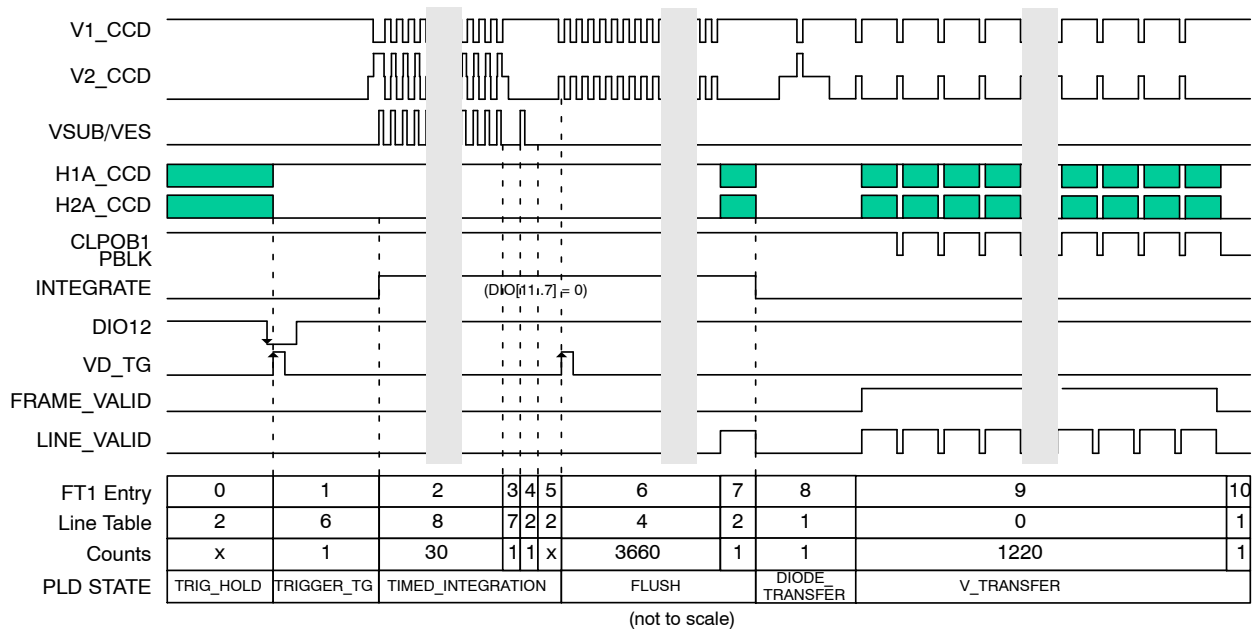 V1_CCD
V2_CCD
VSUB/VES
H1A_CCD
H2A_CCD
CLPOB1
PBLK
INTEGRATE (DIO[11..7] = 0)
DIO12
VD_TG
FRAME_VALID
LINE_VALID
FT1 Entry 0 1 2 3 4 5 6 7 8 9 10
Line Table 2 6 8 7 2 2 4 2 1 0 1
Counts x 1 30 1 1 x 3660 1 1 1220 1
PLD STATE TRIG_HOLD TRIGGER_TG TIMED_INTEGRATION FLUSH DIODE_ TRANSFER V_TRANSFER
(not to scale)